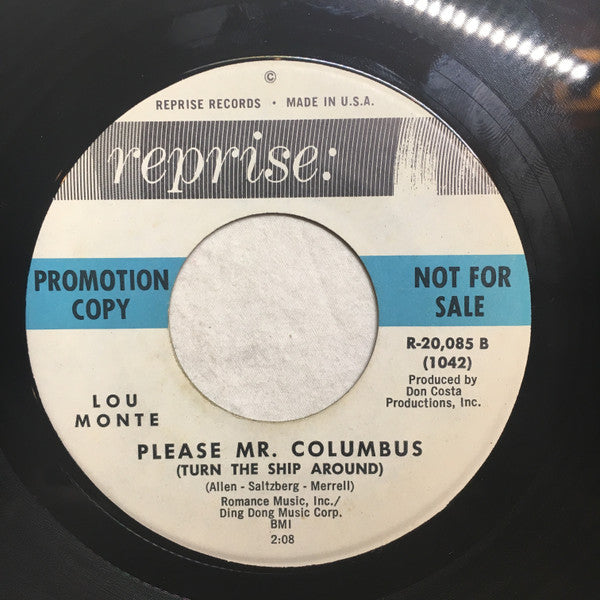 ©
REPRISE RECORDS • MADE IN U.S.A.
reprise:
PROMOTION
COPY
NOT FOR
SALE
R-20,085 B
(1042)
Produced by
Don Costa
Productions, Inc.
LOU
MONTE
PLEASE MR. COLUMBUS
(TURN THE SHIP AROUND)
(Allen - Saltzberg - Merrell)
Romance Music, Inc./
Ding Dong Music Corp.
BMI
2:08